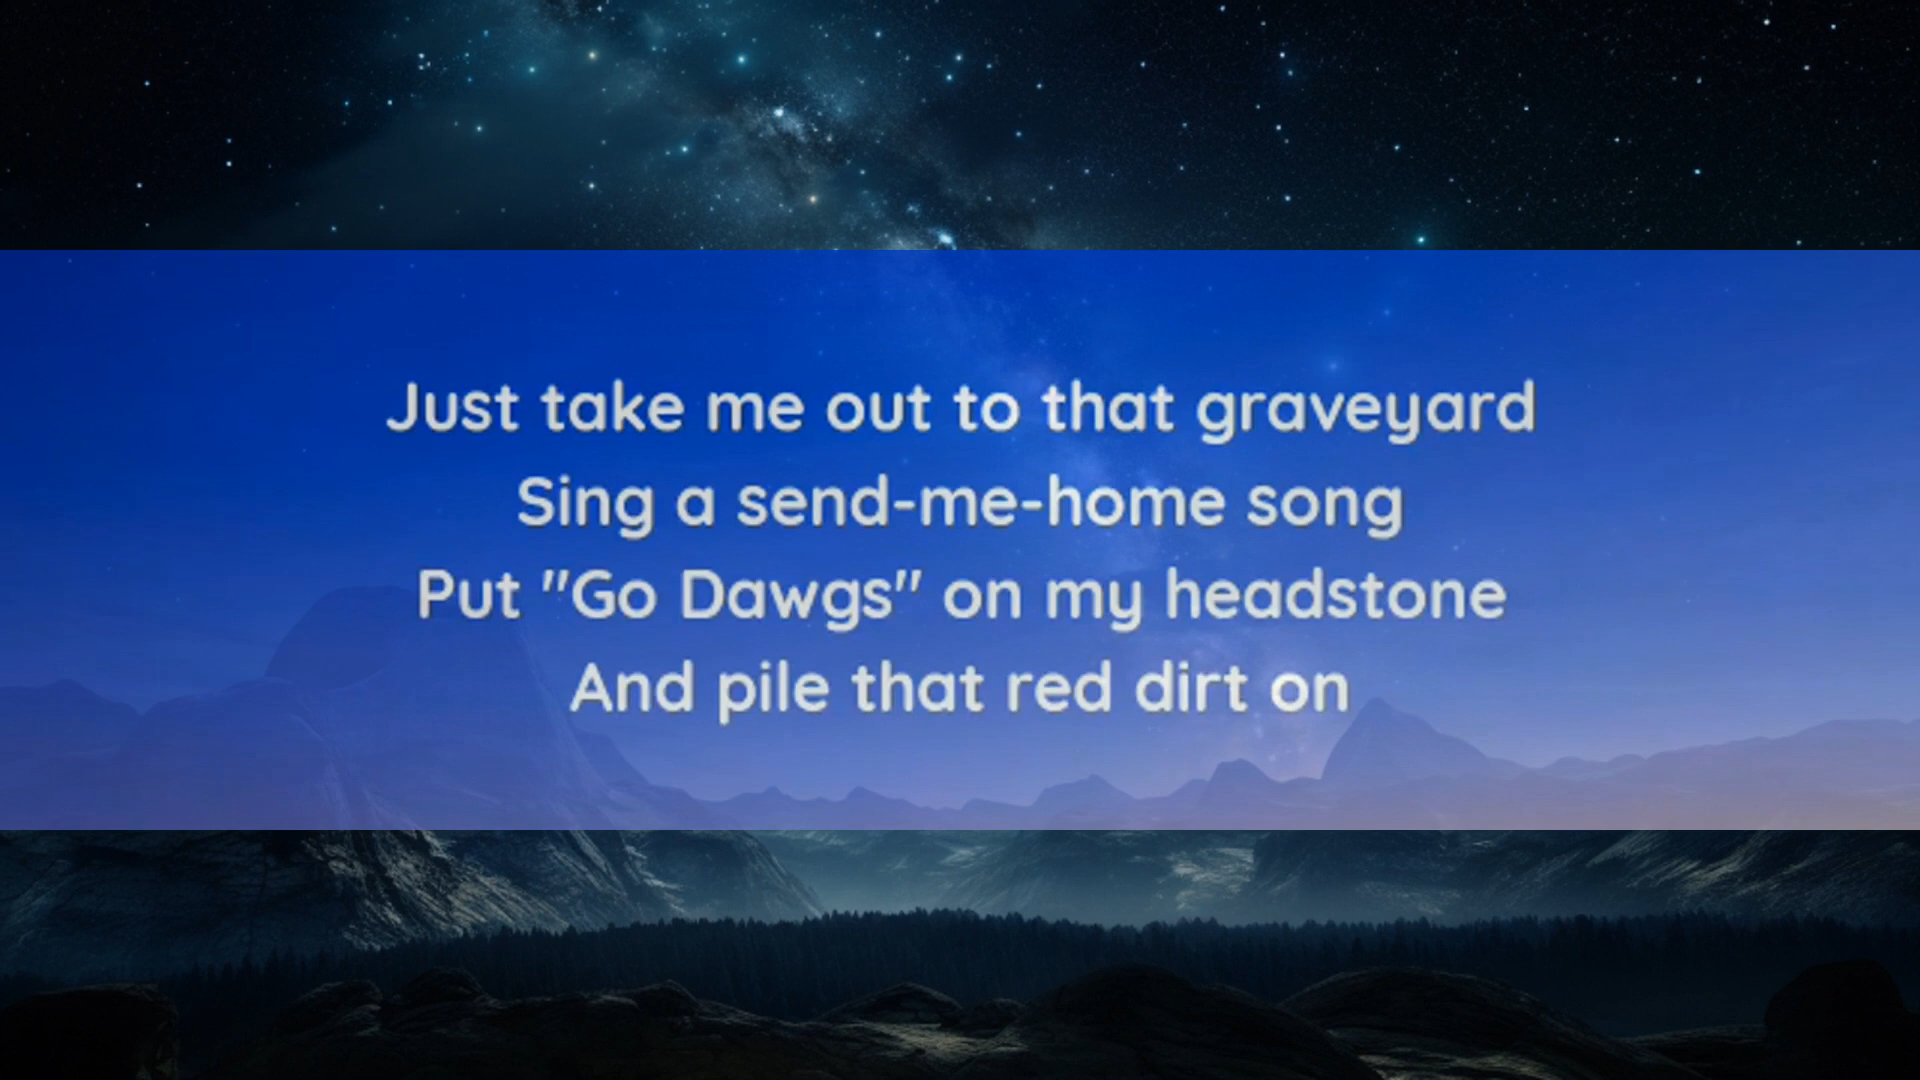 Just take me out to that graveyard
Sing a send-me-home song
Put "Go Dawgs" on my headstone
And pile that red dirt on